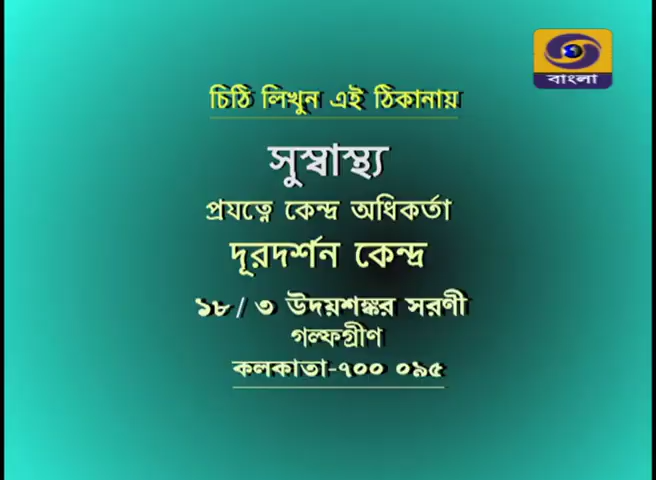 বাংলা
চিঠি লিখুন এই ঠিকানায়
সুস্বাস্থ্য
প্রযত্নে কেন্দ্র অধিকর্তা
দূরদর্শন কেন্দ্র
১৮/৩ উদয়শঙ্কর সরণী
গল্ফগ্রীণ
কলকাতা-৭০০ ০৯৫